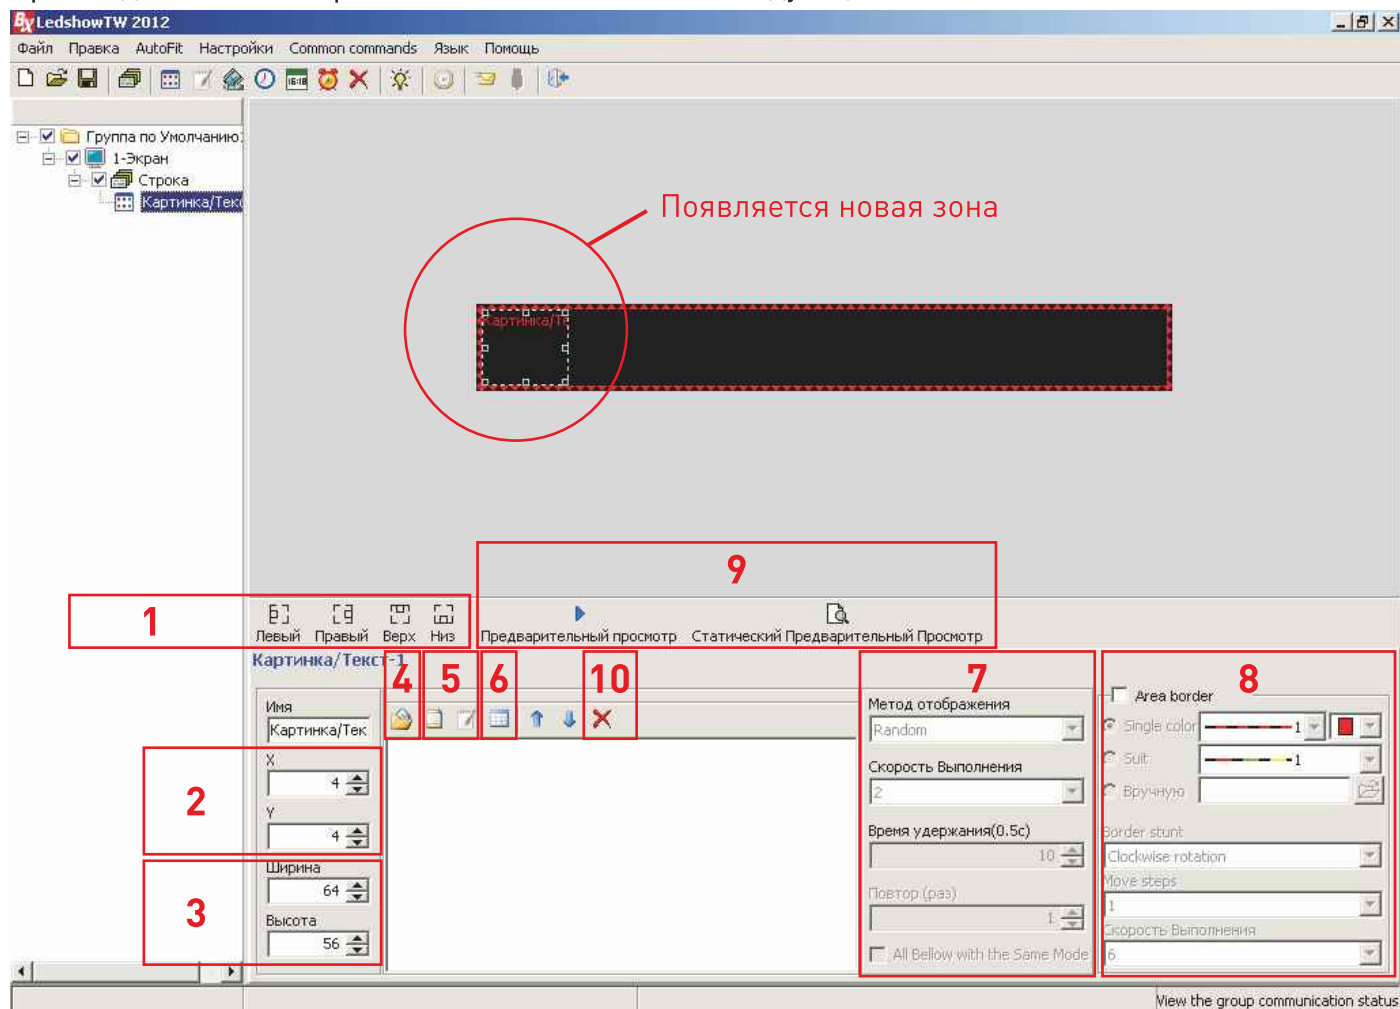 LedshowTW 2012
Файл Правка AutoFit Настройки Common commands Язык Помощь
16:18
Группа по Умолчанию
1-Экран
Строка
Картинка/Тек
Появляется новая зона
Картинка/Те
9
1
Левый Правый Верх Низ Предварительный просмотр Статический Предварительный Просмотр
Картинка/Текст-1
4 5 6 10 7 8
Имя
Картинка/Тек
X
4
Y
4
2
Ширина
64
Высота
56
3
Метод отображения
Random
Скорость Выполнения
2
Время удержания(0.5с)
10
Повтор (раз)
1
All Bellow with the Same Mode
Area border
Single color 1
Suit 1
Вручную
Border stunt
Clockwise rotation
Move steps
1
Скорость Выполнения
6
View the group communication status